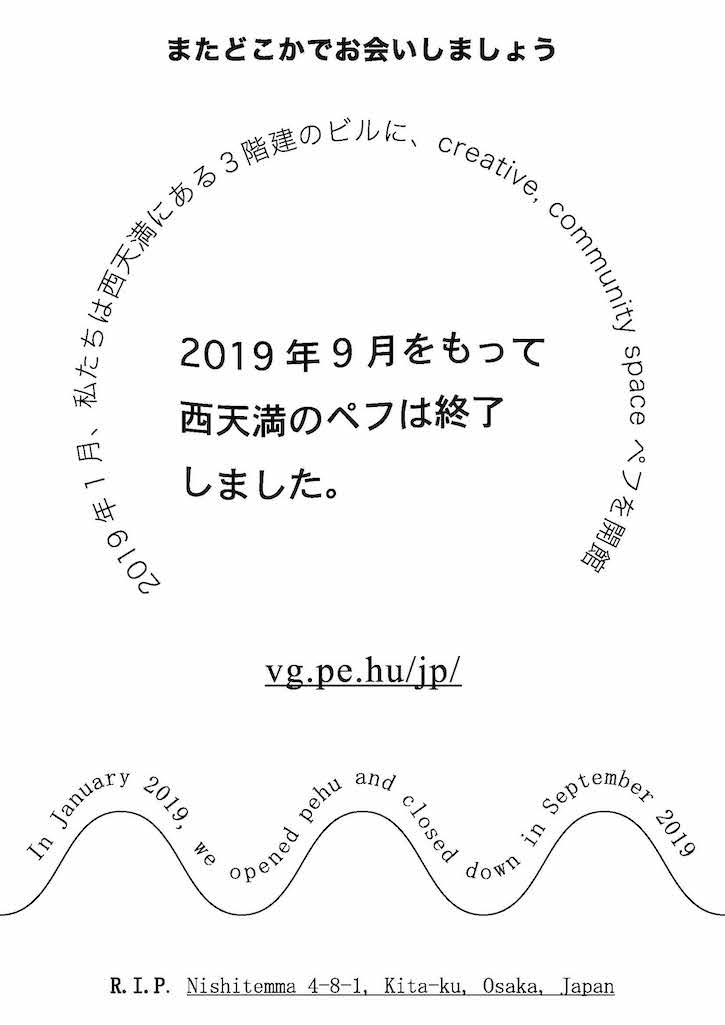 またどこかでお会いしましょう
2019年1月、私たちは西天満にある3階建のビルに、creative, community space ペフを開館
2019年9月をもって
西天満のペフは終了
しました。
vg.pe.hu/jp/
In January 2019, we opened pehu and closed down in September 2019
R.I.P. Nishitemma 4-8-1, Kita-ku, Osaka, Japan